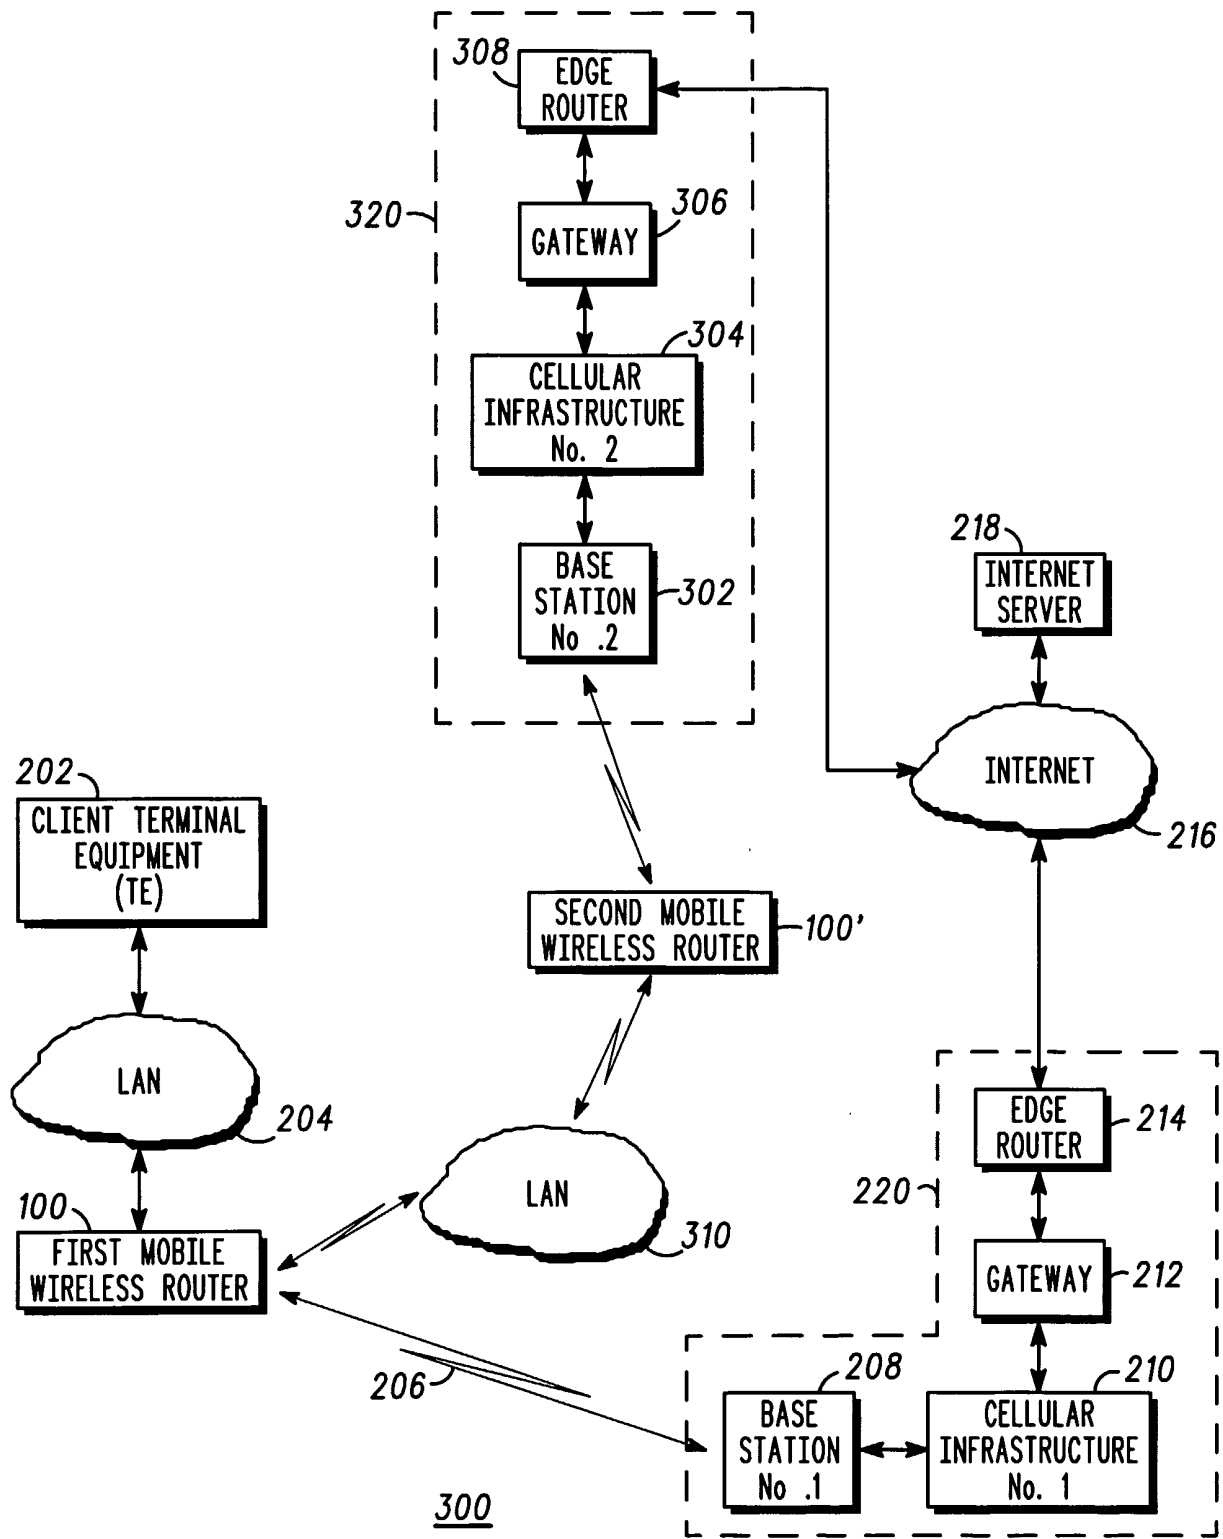 308
EDGE
ROUTER
320
306
GATEWAY
304
CELLULAR
INFRASTRUCTURE
No. 2
BASE
STATION
No .2
302
218
INTERNET
SERVER
INTERNET
216
202
CLIENT TERMINAL
EQUIPMENT
(TE)
SECOND MOBILE
WIRELESS ROUTER
100'
LAN
204
LAN
310
100
FIRST MOBILE
WIRELESS ROUTER
206
EDGE
ROUTER
214
220
GATEWAY
212
208
BASE
STATION
No .1
210
CELLULAR
INFRASTRUCTURE
No. 1
300